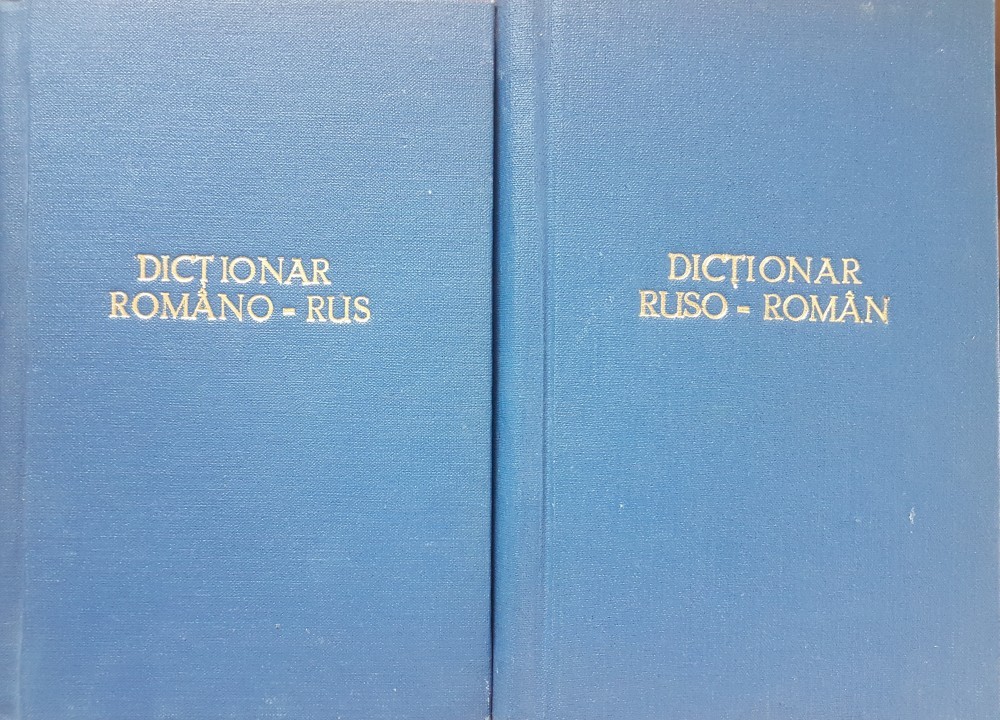 DICȚIONAR
ROMÂNO = RUS
DICȚIONAR
RUSO = ROMÂN